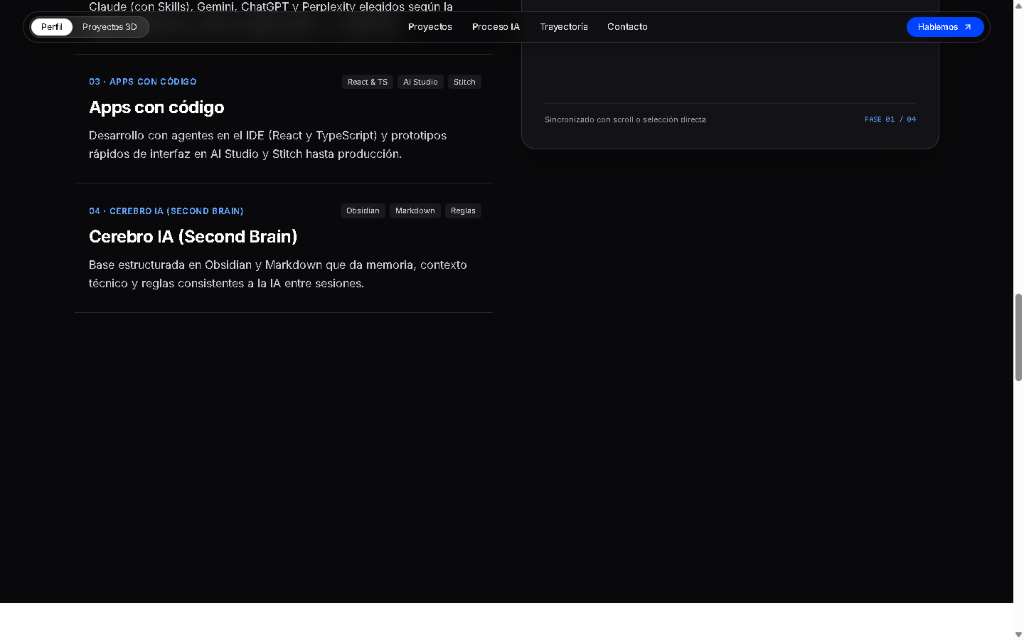 Claude (con Skills), Gemini, ChatGPT y Perplexity elegidos según la
Perfil
Proyectos 3D
Proyectos
Proceso IA
Trayectoria
Contacto
Hablemos
03 · APPS CON CÓDIGO
React & TS
AI Studio
Stitch
Apps con código
Desarrollo con agentes en el IDE (React y TypeScript) y prototipos
rápidos de interfaz en AI Studio y Stitch hasta producción.
04 · CEREBRO IA (SECOND BRAIN)
Obsidian
Markdown
Reglas
Cerebro IA (Second Brain)
Base estructurada en Obsidian y Markdown que da memoria, contexto
técnico y reglas consistentes a la IA entre sesiones.
Sincronizado con scroll o selección directa
FASE 01 / 04